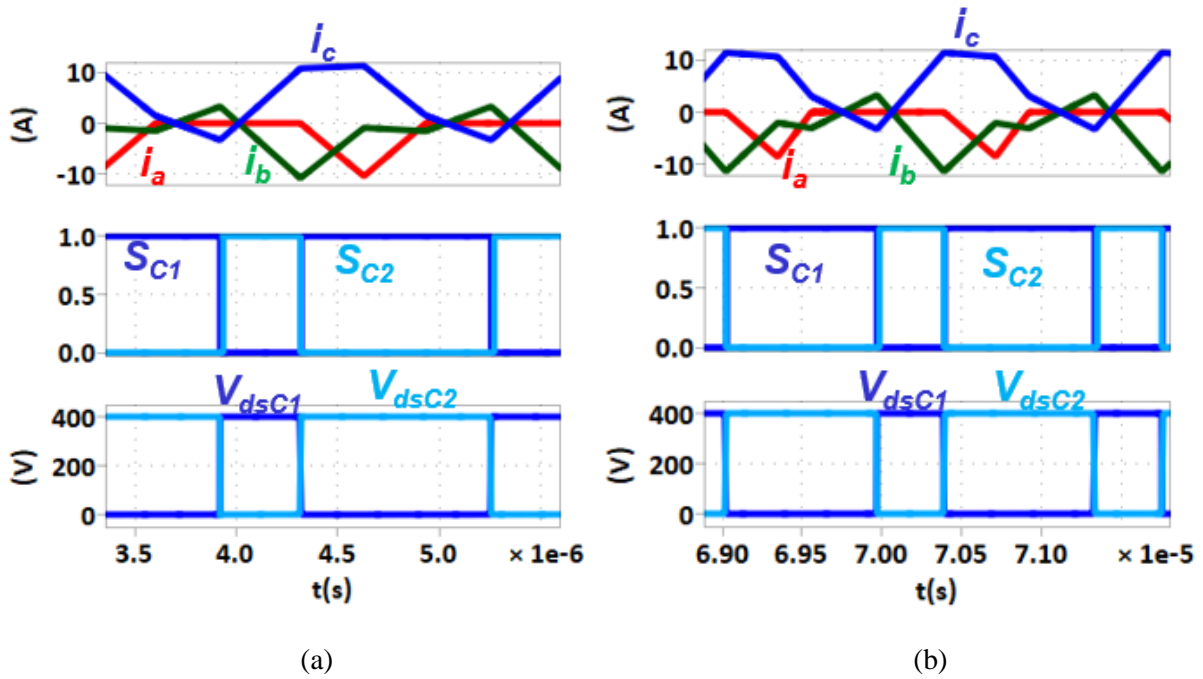 i_c
10
0
-10
(A)
i_a
i_b
1.0
0.5
0.0
S_C1
S_C2
V_dsC1
V_dsC2
400
200
0
(V)
3.5 4.0 4.5 5.0 × 1e-6
t(s)
(a)
i_c
10
0
-10
(A)
i_a
i_b
1.0
0.5
0.0
S_C1
S_C2
V_dsC1
V_dsC2
400
200
0
(V)
6.90 6.95 7.00 7.05 7.10 × 1e-5
t(s)
(b)